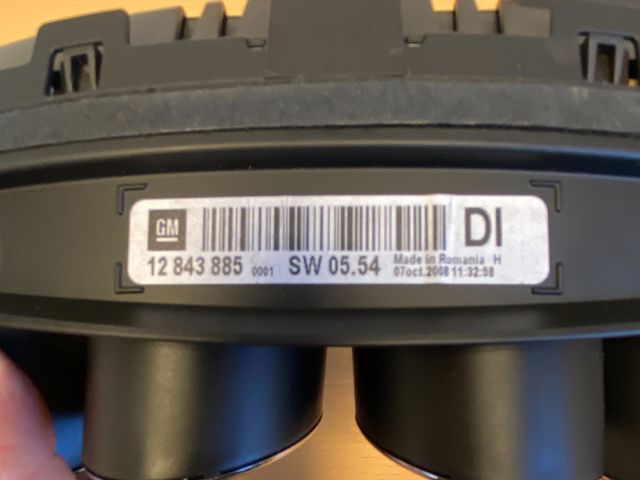 GM DI
12 843 885 0001 SW 05.54 Made in Romania H
07oct.2008 11:32:58